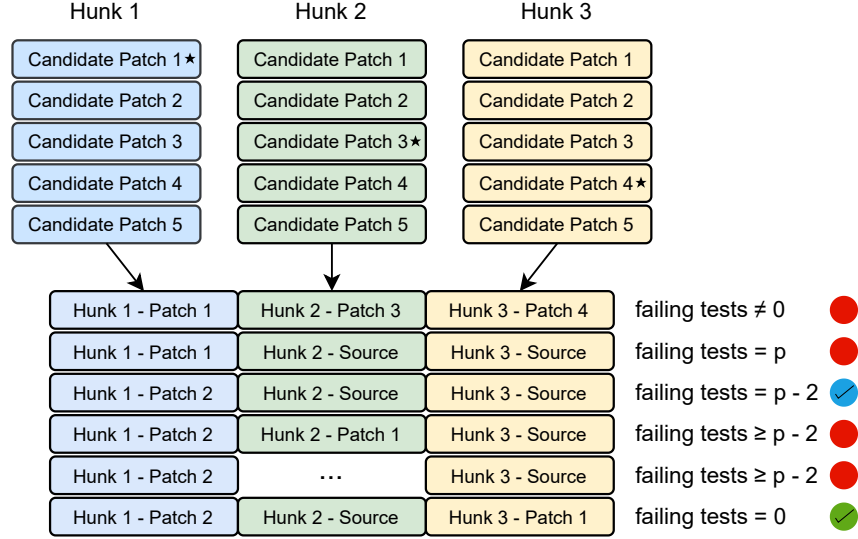 Hunk 1 Hunk 2 Hunk 3
Candidate Patch 1★ Candidate Patch 1 Candidate Patch 1
Candidate Patch 2 Candidate Patch 2 Candidate Patch 2
Candidate Patch 3 Candidate Patch 3★ Candidate Patch 3
Candidate Patch 4 Candidate Patch 4 Candidate Patch 4★
Candidate Patch 5 Candidate Patch 5 Candidate Patch 5
Hunk 1 - Patch 1 Hunk 2 - Patch 3 Hunk 3 - Patch 4 failing tests ≠ 0
Hunk 1 - Patch 1 Hunk 2 - Source Hunk 3 - Source failing tests = p
Hunk 1 - Patch 2 Hunk 2 - Source Hunk 3 - Source failing tests = p - 2
Hunk 1 - Patch 2 Hunk 2 - Patch 1 Hunk 3 - Source failing tests ≥ p - 2
Hunk 1 - Patch 2 ... Hunk 3 - Source failing tests ≥ p - 2
Hunk 1 - Patch 2 Hunk 2 - Source Hunk 3 - Patch 1 failing tests = 0